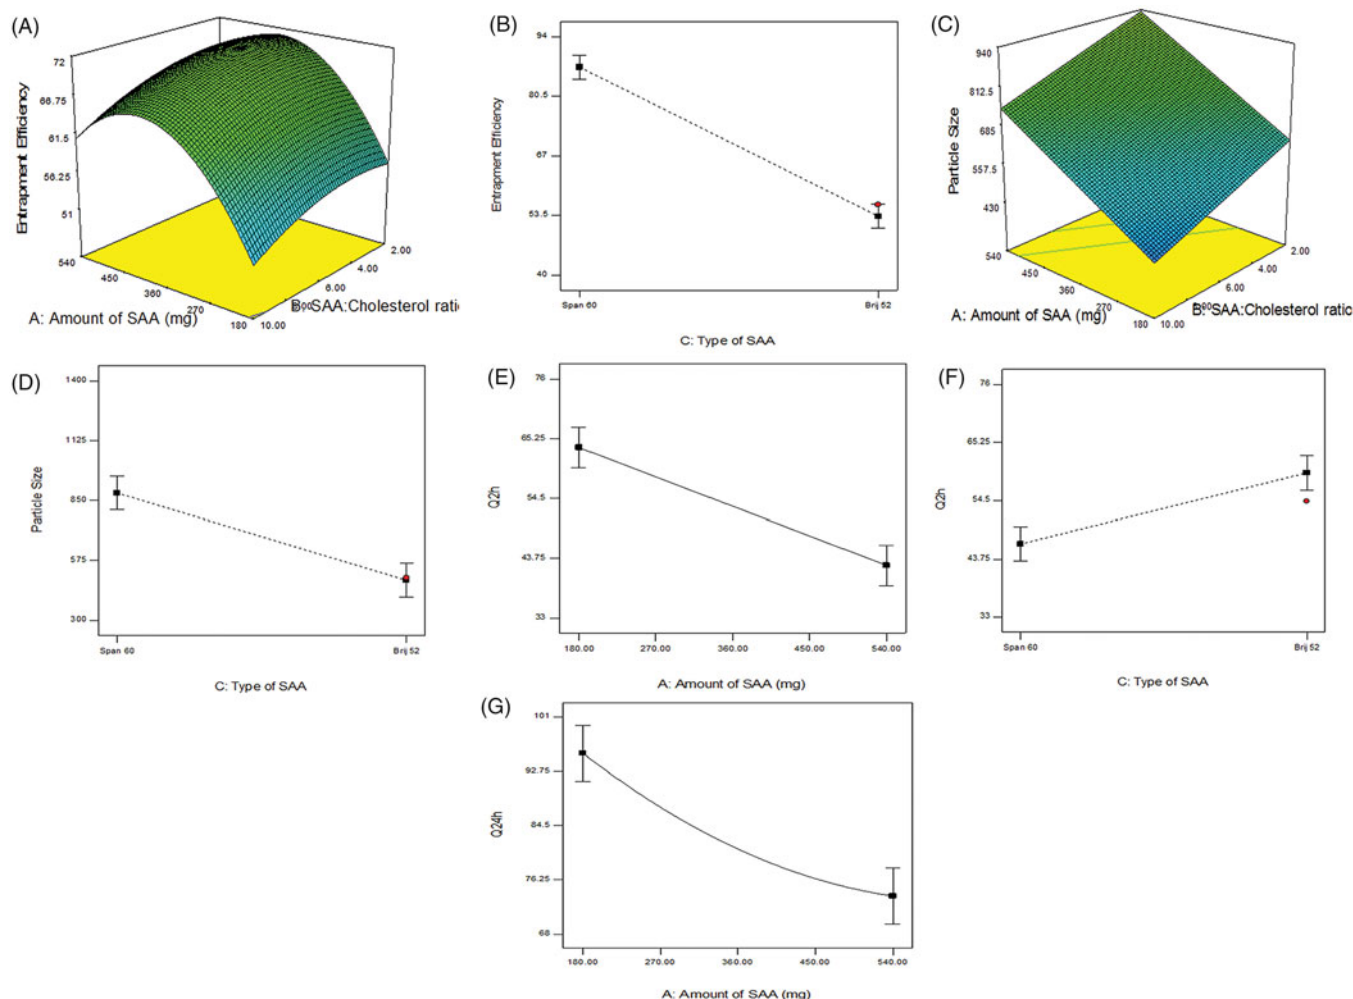 (A)
Entrapment Efficiency
72
66.75
61.5
56.25
51
540
450
360
270
180
10.00
6.00
4.00
2.00
A: Amount of SAA (mg)
SAA:Cholesterol ratio
(B)
Entrapment Efficiency
94
80.5
67
53.5
40
Span 60
Brij 52
C: Type of SAA
(C)
Particle Size
940
812.5
685
557.5
430
540
450
360
270
180
10.00
6.00
4.00
2.00
A: Amount of SAA (mg)
SAA:Cholesterol ratio
(D)
Particle Size
1400
1125
850
575
300
Span 60
Brij 52
C: Type of SAA
(E)
Q2h
76
65.25
54.5
43.75
33
180.00
270.00
360.00
450.00
540.00
A: Amount of SAA (mg)
(F)
Q2h
76
65.25
54.5
43.75
33
Span 60
Brij 52
C: Type of SAA
(G)
Q24h
101
92.75
84.5
76.25
68
180.00
270.00
360.00
450.00
540.00
A: Amount of SAA (mg)